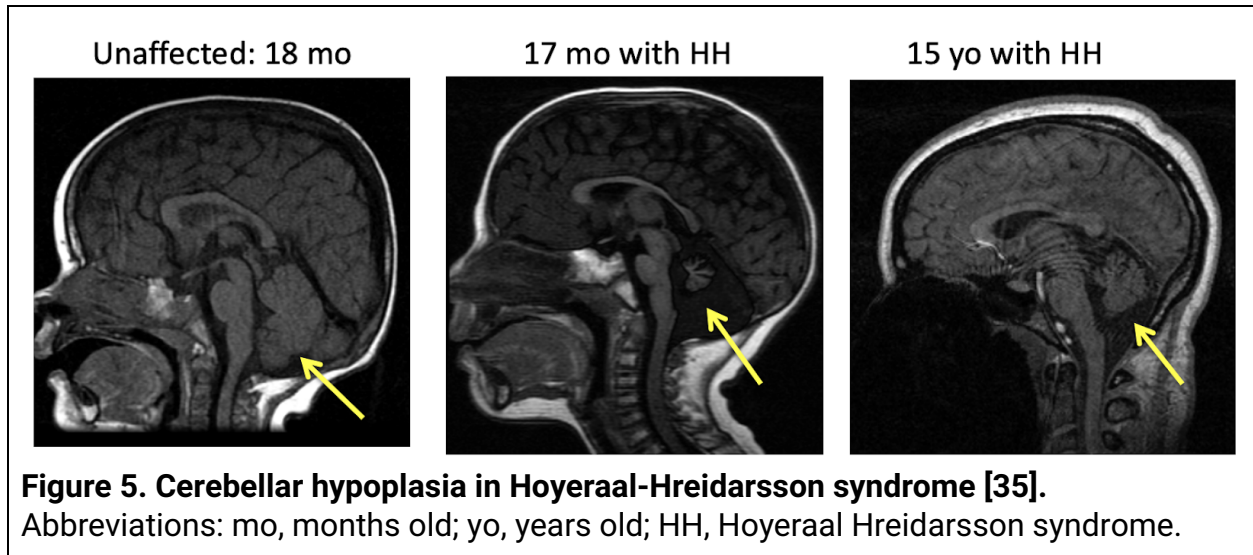 Unaffected: 18 mo
17 mo with HH
15 yo with HH
Figure 5. Cerebellar hypoplasia in Hoyeraal-Hreidarsson syndrome [35].
Abbreviations: mo, months old; yo, years old; HH, Hoyeraal Hreidarsson syndrome.